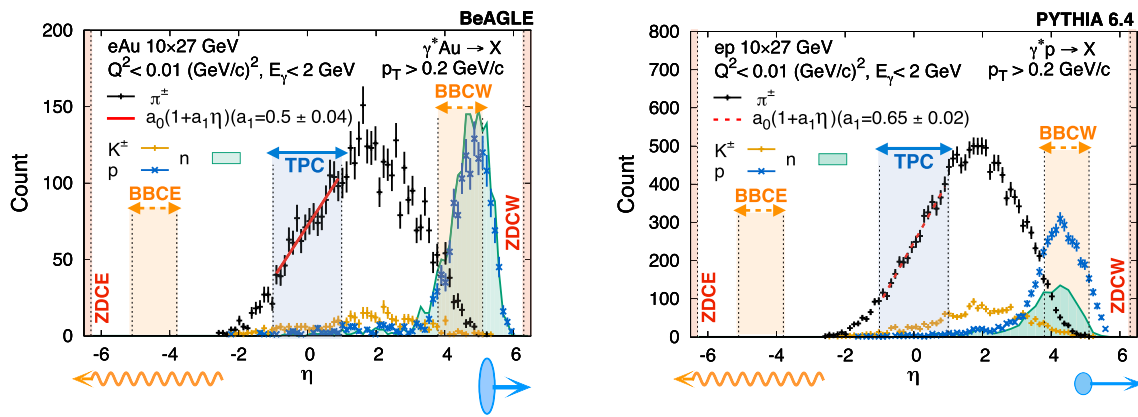 BeAGLE
200
150
100
50
0
Count
eAu 10×27 GeV
γ*Au → X
Q²< 0.01 (GeV/c)², Eγ< 2 GeV
pT > 0.2 GeV/c
BBCW
π±
a₀(1+a₁η)(a₁=0.5 ± 0.04)
K±
n
p
TPC
BBCE
ZDCE
ZDCW
-6 -4 -2 0 2 4 6
η
PYTHIA 6.4
800
700
600
500
400
300
200
100
0
Count
ep 10×27 GeV
γ*p → X
Q²< 0.01 (GeV/c)², Eγ< 2 GeV
pT > 0.2 GeV/c
BBCW
π±
a₀(1+a₁η)(a₁=0.65 ± 0.02)
K±
n
p
TPC
BBCE
ZDCE
ZDCW
-6 -4 -2 0 2 4 6
η